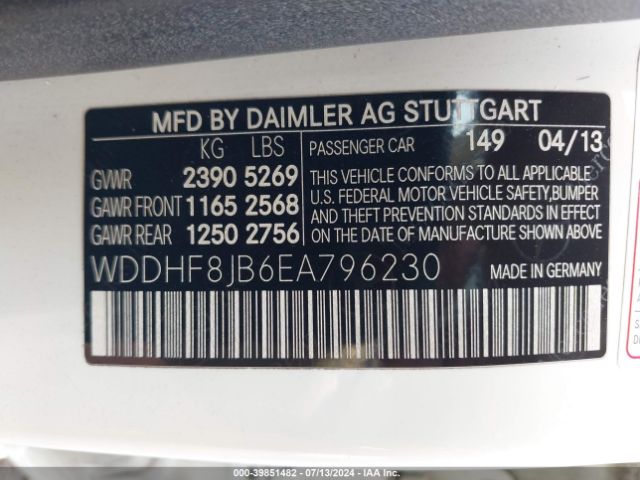 MFD BY DAIMLER AG STUTTGART
KG LBS
GVWR 2390 5269
GAWR FRONT 1165 2568
GAWR REAR 1250 2756
PASSENGER CAR 149 04/13
THIS VEHICLE CONFORMS TO ALL APPLICABLE
U.S. FEDERAL MOTOR VEHICLE SAFETY,BUMPER
AND THEFT PREVENTION STANDARDS IN EFFECT
ON THE DATE OF MANUFACTURE SHOWN ABOVE
WDDHF8JB6EA796230 MADE IN GERMANY
000-39851482 - 07/13/2024 - IAAI.COM